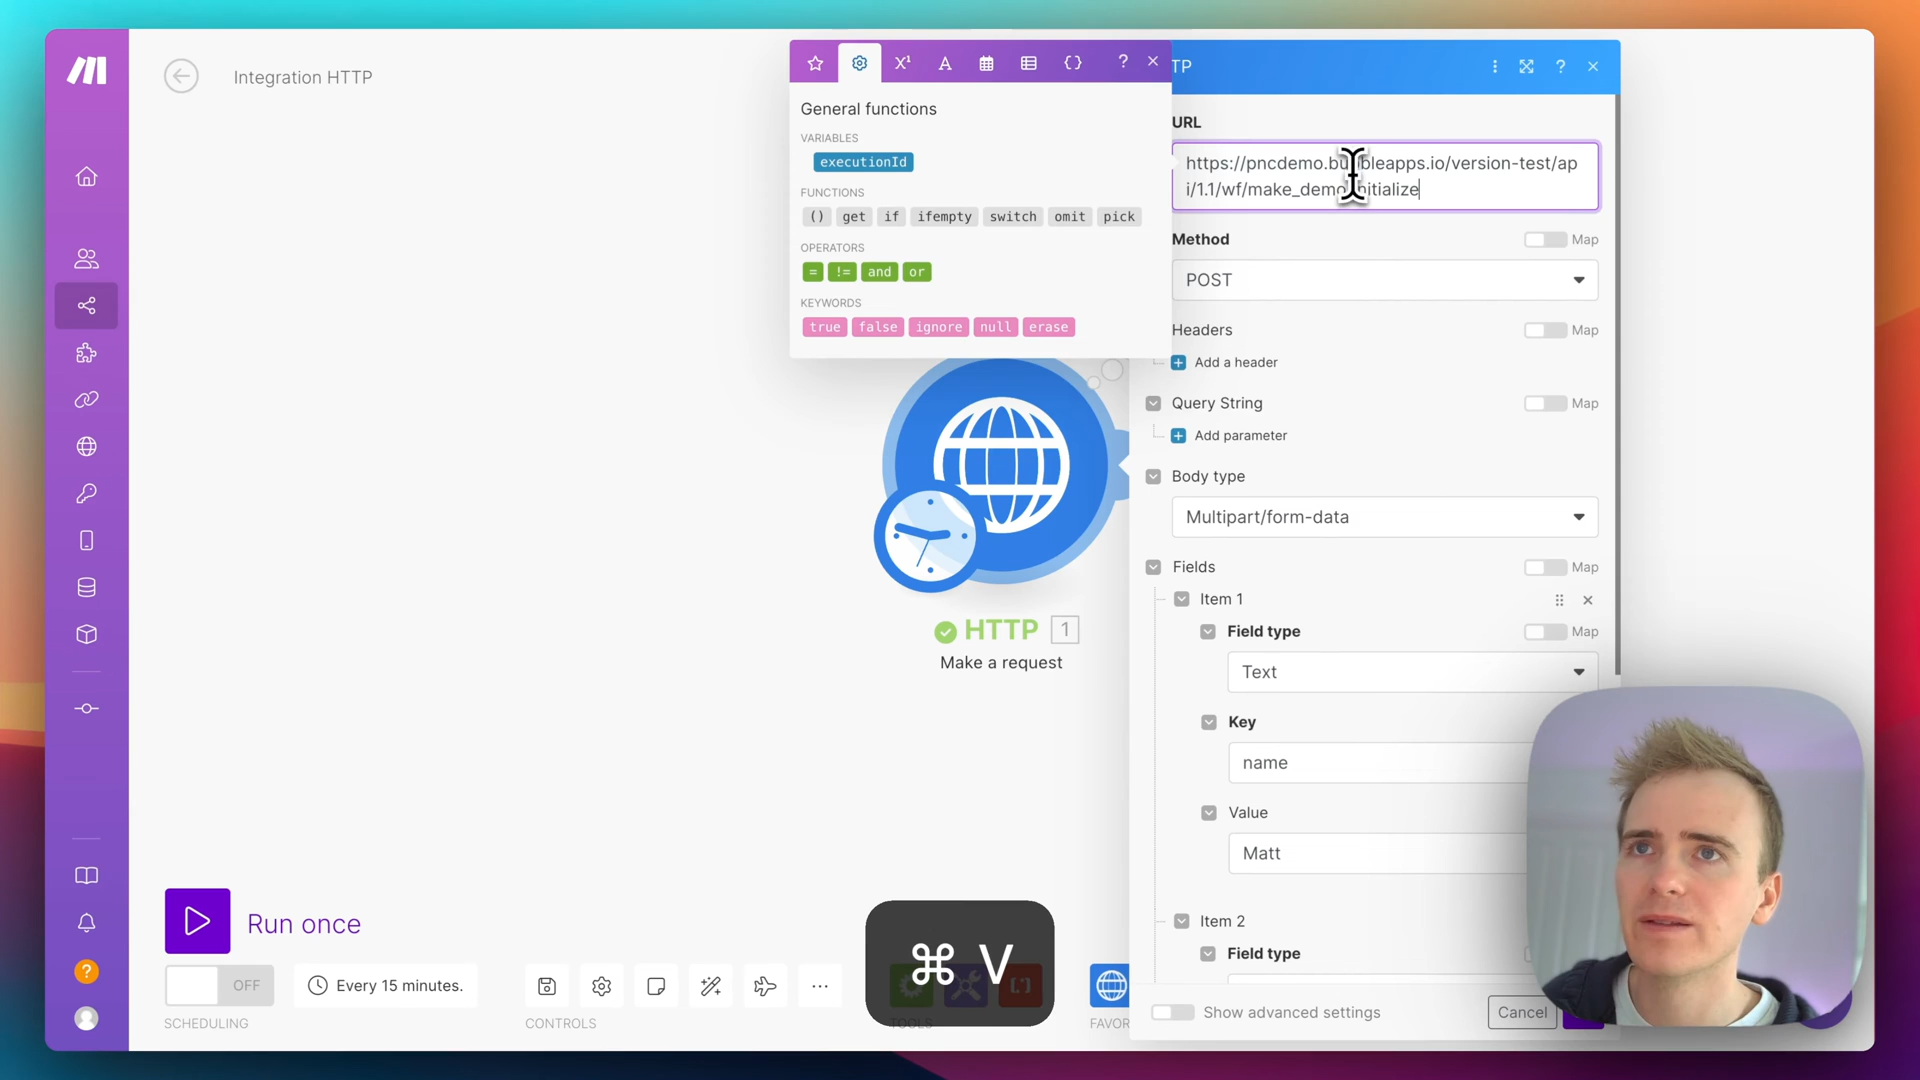 Integration HTTP
General functions
VARIABLES
executionId
FUNCTIONS
() get if ifempty switch omit pick
OPERATORS
= != and or
KEYWORDS
true false ignore null erase
TP
URL
https://pncdemo.bubbleapps.io/version-test/ap
i/1.1/wf/make_demo/initialize
Method
Map
POST
Headers
Map
Add a header
Query String
Map
Add parameter
Body type
Multipart/form-data
Fields
Map
Item 1
Field type
Map
Text
Key
name
Value
Matt
Item 2
Field type
Show advanced settings
Cancel
HTTP 1
Make a request
Run once
OFF
Every 15 minutes.
SCHEDULING
CONTROLS
TOOLS
FAVOR
⌘ V